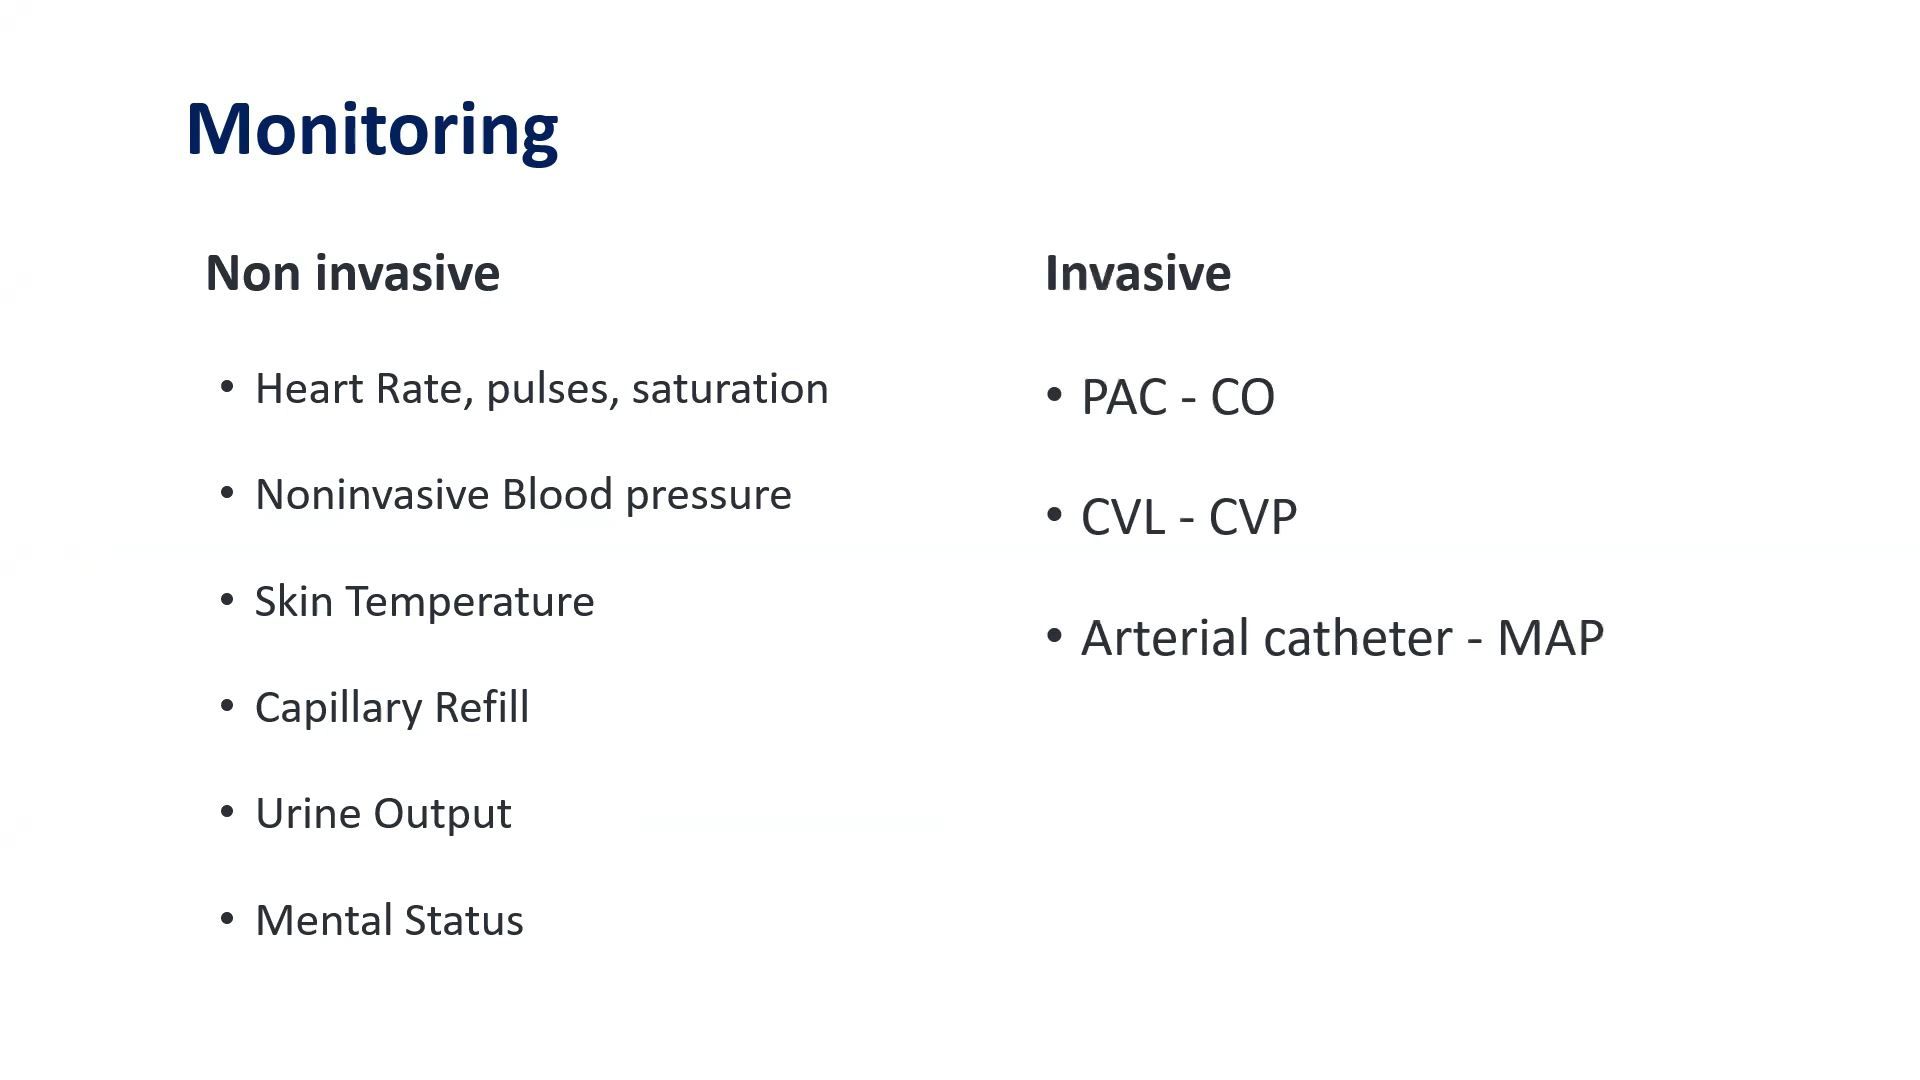 Monitoring
Non invasive
• Heart Rate, pulses, saturation
• Noninvasive Blood pressure
• Skin Temperature
• Capillary Refill
• Urine Output
• Mental Status
Invasive
• PAC - CO
• CVL - CVP
• Arterial catheter - MAP